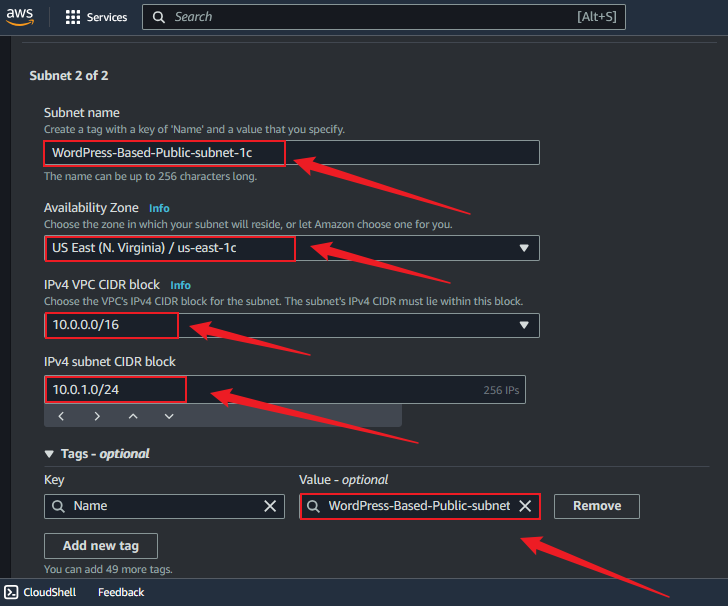 aws
Services
Search
[Alt+S]
Subnet 2 of 2
Subnet name
Create a tag with a key of 'Name' and a value that you specify.
WordPress-Based-Public-subnet-1c
The name can be up to 256 characters long.
Availability Zone Info
Choose the zone in which your subnet will reside, or let Amazon choose one for you.
US East (N. Virginia) / us-east-1c
IPv4 VPC CIDR block Info
Choose the VPC's IPv4 CIDR block for the subnet. The subnet's IPv4 CIDR must lie within this block.
10.0.0.0/16
IPv4 subnet CIDR block
10.0.1.0/24
256 IPs
Tags - optional
Key
Value - optional
Name
WordPress-Based-Public-subnet
Remove
Add new tag
You can add 49 more tags.
CloudShell
Feedback